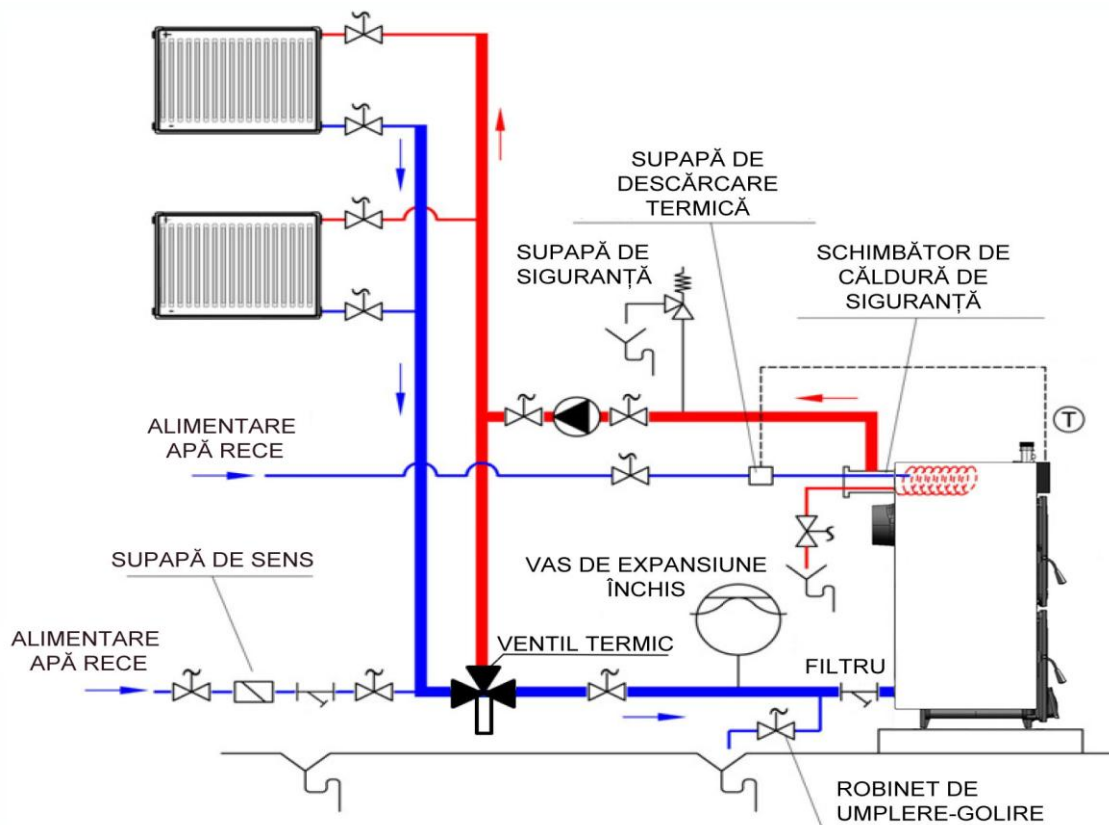 SUPAPĂ DE
DESCĂRCARE
TERMICĂ
SUPAPĂ DE
SIGURANȚĂ
SCHIMBĂTOR DE
CĂLDURĂ DE
SIGURANȚĂ
T
ALIMENTARE
APĂ RECE
SUPAPĂ DE SENS
VAS DE EXPANSIUNE
ÎNCHIS
ALIMENTARE
APĂ RECE
VENTIL TERMIC
FILTRU
ROBINET DE
UMPLERE-GOLIRE